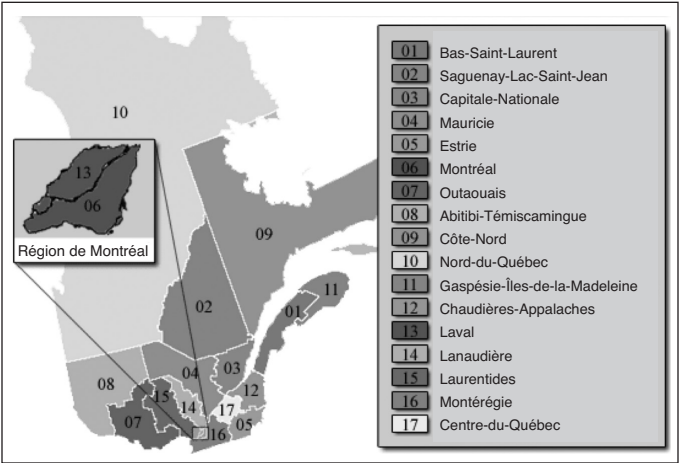 10
13
06
Région de Montréal
09
02
11
01
04
03
08
12
15
14
17
07
16
05
01 Bas-Saint-Laurent
02 Saguenay-Lac-Saint-Jean
03 Capitale-Nationale
04 Mauricie
05 Estrie
06 Montréal
07 Outaouais
08 Abitibi-Témiscamingue
09 Côte-Nord
10 Nord-du-Québec
11 Gaspésie-Îles-de-la-Madeleine
12 Chaudières-Appalaches
13 Laval
14 Lanaudière
15 Laurentides
16 Montérégie
17 Centre-du-Québec